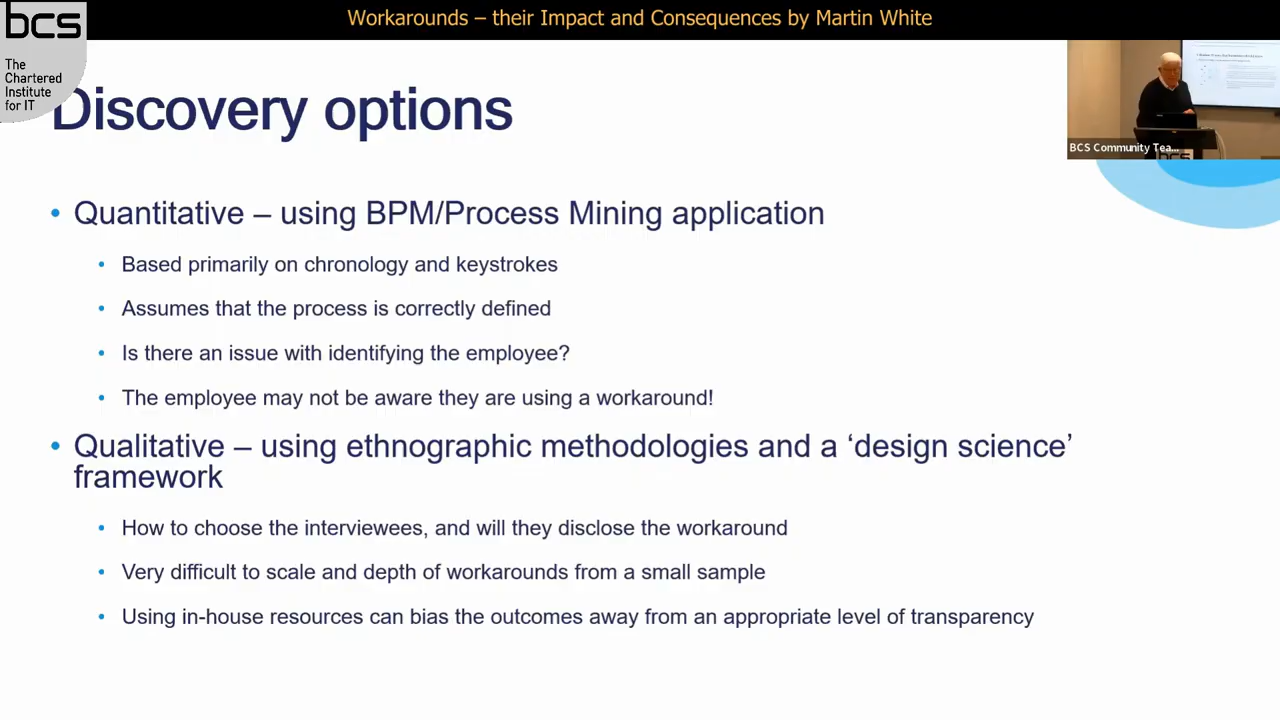 Workarounds – their Impact and Consequences by Martin White
bcs
The
Chartered
Institute
for IT
Discovery options
BCS Community Tea...
bcs
• Quantitative – using BPM/Process Mining application
• Based primarily on chronology and keystrokes
• Assumes that the process is correctly defined
• Is there an issue with identifying the employee?
• The employee may not be aware they are using a workaround!
• Qualitative – using ethnographic methodologies and a ‘design science’
framework
• How to choose the interviewees, and will they disclose the workaround
• Very difficult to scale and depth of workarounds from a small sample
• Using in-house resources can bias the outcomes away from an appropriate level of transparency